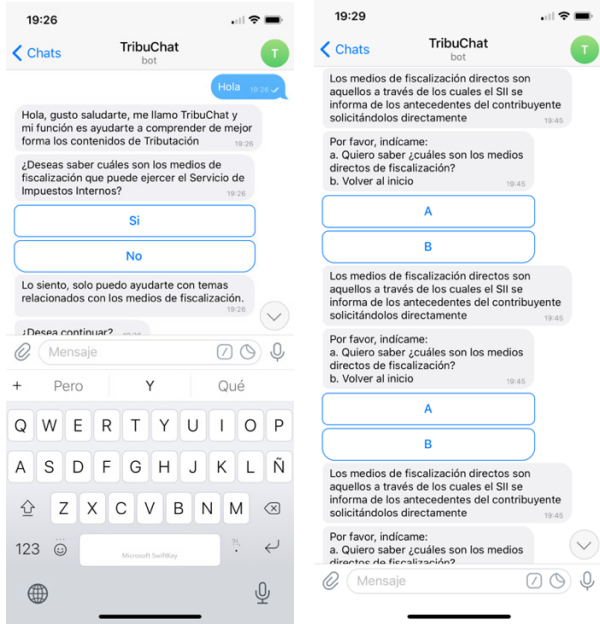 19:26
Chats
TribuChat
bot
T
Hola 19:26
Hola, gusto saludarte, me llamo TribuChat y
mi función es ayudarte a comprender de mejor
forma los contenidos de Tributación 19:26
¿Deseas saber cuáles son los medios de
fiscalización que puede ejercer el Servicio de
Impuestos Internos? 19:26
Si
No
Lo siento, solo puedo ayudarte con temas
relacionados con los medios de fiscalización.
19:26
¿Desea continuar? 19:26
Mensaje
Pero
Y
Qué
Q W E R T Y U I O P
A S D F G H J K L Ñ
Z X C V B N M
123
Microsoft SwiftKey
19:29
Chats
TribuChat
bot
T
Los medios de fiscalización directos son
aquellos a través de los cuales el SII se
informa de los antecedentes del contribuyente
solicitándolos directamente 19:45
Por favor, indícame:
a. Quiero saber ¿cuáles son los medios
directos de fiscalización?
b. Volver al inicio 19:45
A
B
Los medios de fiscalización directos son
aquellos a través de los cuales el SII se
informa de los antecedentes del contribuyente
solicitándolos directamente 19:45
Por favor, indícame:
a. Quiero saber ¿cuáles son los medios
directos de fiscalización?
b. Volver al inicio 19:45
A
B
Los medios de fiscalización directos son
aquellos a través de los cuales el SII se
informa de los antecedentes del contribuyente
solicitándolos directamente 19:45
Por favor, indícame:
a. Quiero saber ¿cuáles son los medios
directos de fiscalización?
Mensaje